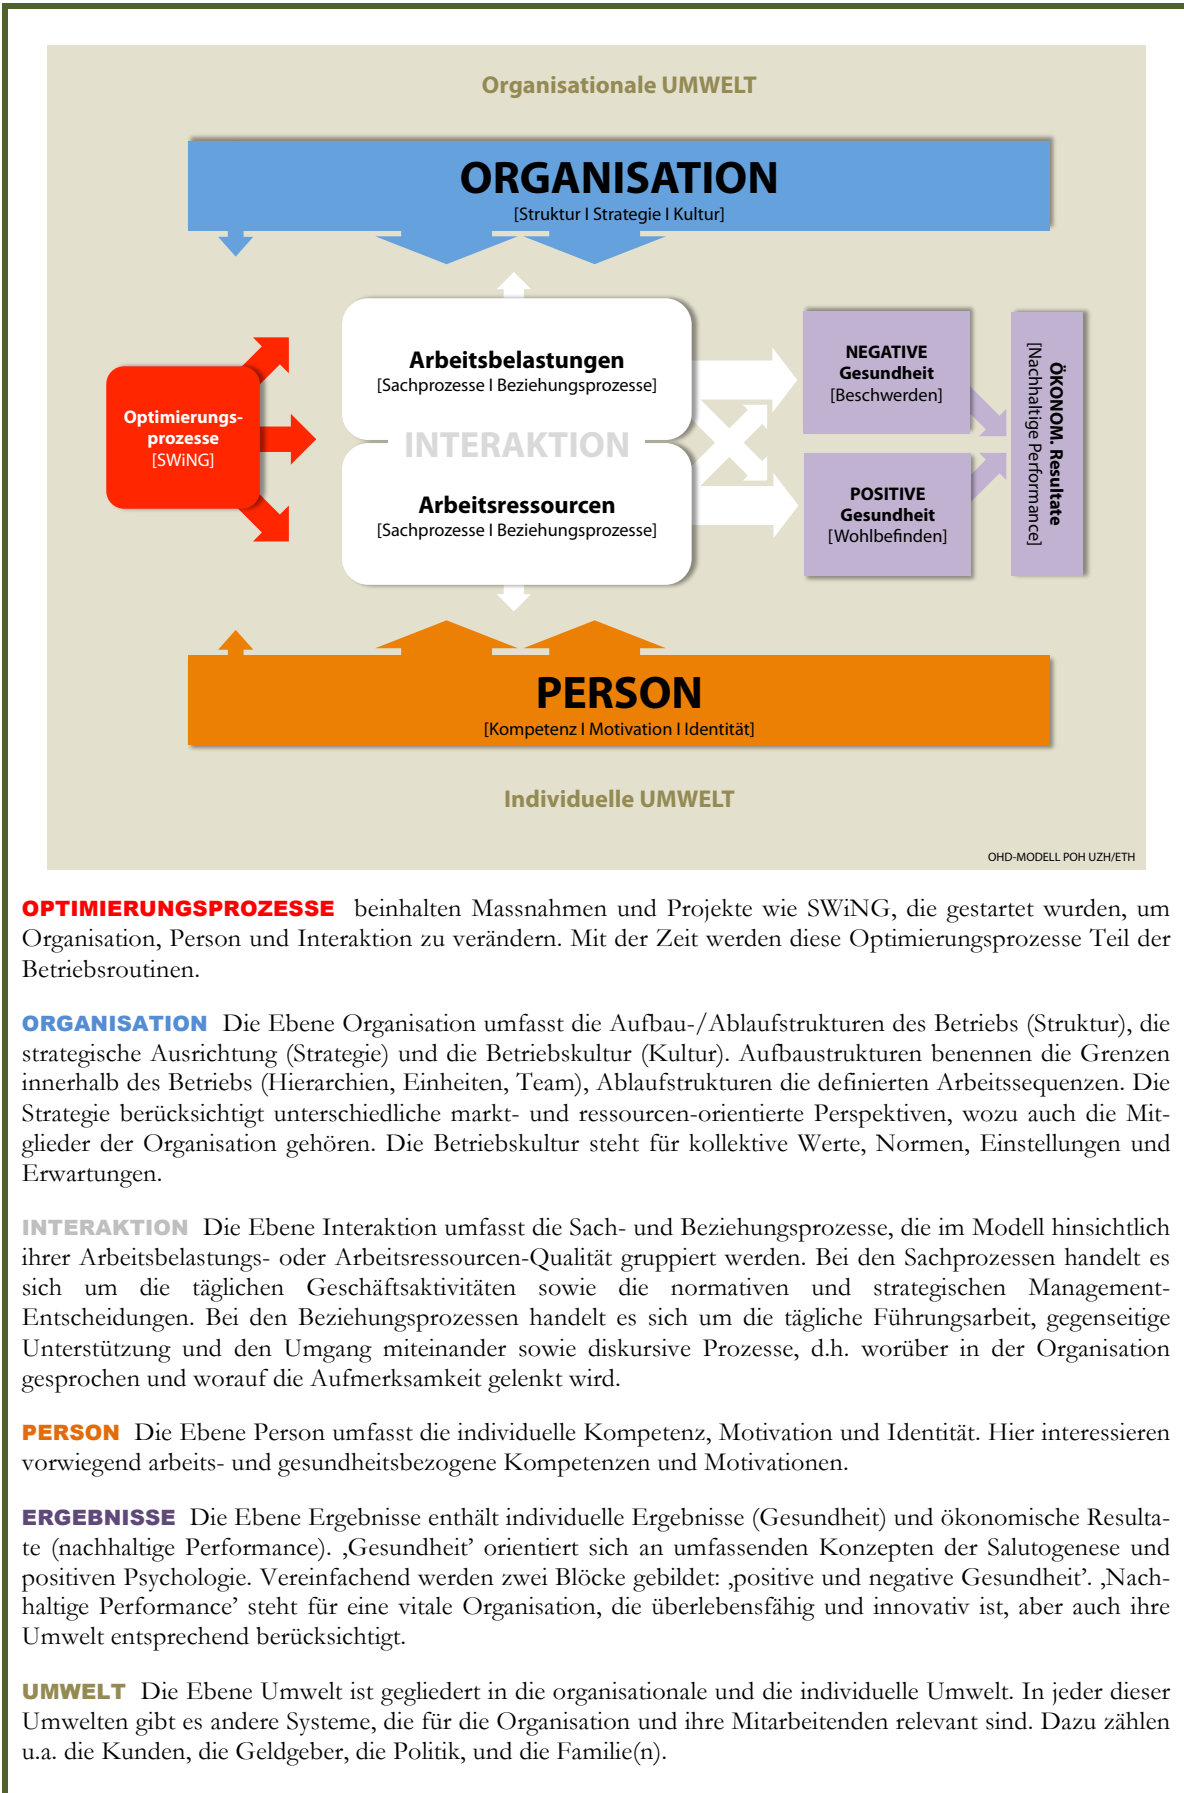 Organisationale UMWELT
ORGANISATION
[Struktur I Strategie I Kultur]
Optimierungs-
prozesse
[SWiNG]
Arbeitsbelastungen
[Sachprozesse I Beziehungsprozesse]
INTERAKTION
Arbeitsressourcen
[Sachprozesse I Beziehungsprozesse]
NEGATIVE
Gesundheit
[Beschwerden]
POSITIVE
Gesundheit
[Wohlbefinden]
ÖKONOM. Resultate
[Nachhaltige Performance]
PERSON
[Kompetenz I Motivation I Identität]
Individuelle UMWELT
OHD-MODELL POH UZH/ETH
OPTIMIERUNGSPROZESSE beinhalten Massnahmen und Projekte wie SWiNG, die gestartet wurden, um
Organisation, Person und Interaktion zu verändern. Mit der Zeit werden diese Optimierungsprozesse Teil der
Betriebsroutinen.
ORGANISATION Die Ebene Organisation umfasst die Aufbau-/Ablaufstrukturen des Betriebs (Struktur), die
strategische Ausrichtung (Strategie) und die Betriebskultur (Kultur). Aufbaustrukturen benennen die Grenzen
innerhalb des Betriebs (Hierarchien, Einheiten, Team), Ablaufstrukturen die definierten Arbeitssequenzen. Die
Strategie berücksichtigt unterschiedliche markt- und ressourcen-orientierte Perspektiven, wozu auch die Mit-
glieder der Organisation gehören. Die Betriebskultur steht für kollektive Werte, Normen, Einstellungen und
Erwartungen.
INTERAKTION Die Ebene Interaktion umfasst die Sach- und Beziehungsprozesse, die im Modell hinsichtlich
ihrer Arbeitsbelastungs- oder Arbeitsressourcen-Qualität gruppiert werden. Bei den Sachprozessen handelt es
sich um die täglichen Geschäftsaktivitäten sowie die normativen und strategischen Management-
Entscheidungen. Bei den Beziehungsprozessen handelt es sich um die tägliche Führungsarbeit, gegenseitige
Unterstützung und den Umgang miteinander sowie diskursive Prozesse, d.h. worüber in der Organisation
gesprochen und worauf die Aufmerksamkeit gelenkt wird.
PERSON Die Ebene Person umfasst die individuelle Kompetenz, Motivation und Identität. Hier interessieren
vorwiegend arbeits- und gesundheitsbezogene Kompetenzen und Motivationen.
ERGEBNISSE Die Ebene Ergebnisse enthält individuelle Ergebnisse (Gesundheit) und ökonomische Resulta-
te (nachhaltige Performance). ‚Gesundheit’ orientiert sich an umfassenden Konzepten der Salutogenese und
positiven Psychologie. Vereinfachend werden zwei Blöcke gebildet: ‚positive und negative Gesundheit’. ‚Nach-
haltige Performance’ steht für eine vitale Organisation, die überlebensfähig und innovativ ist, aber auch ihre
Umwelt entsprechend berücksichtigt.
UMWELT Die Ebene Umwelt ist gegliedert in die organisationale und die individuelle Umwelt. In jeder dieser
Umwelten gibt es andere Systeme, die für die Organisation und ihre Mitarbeitenden relevant sind. Dazu zählen
u.a. die Kunden, die Geldgeber, die Politik, und die Familie(n).